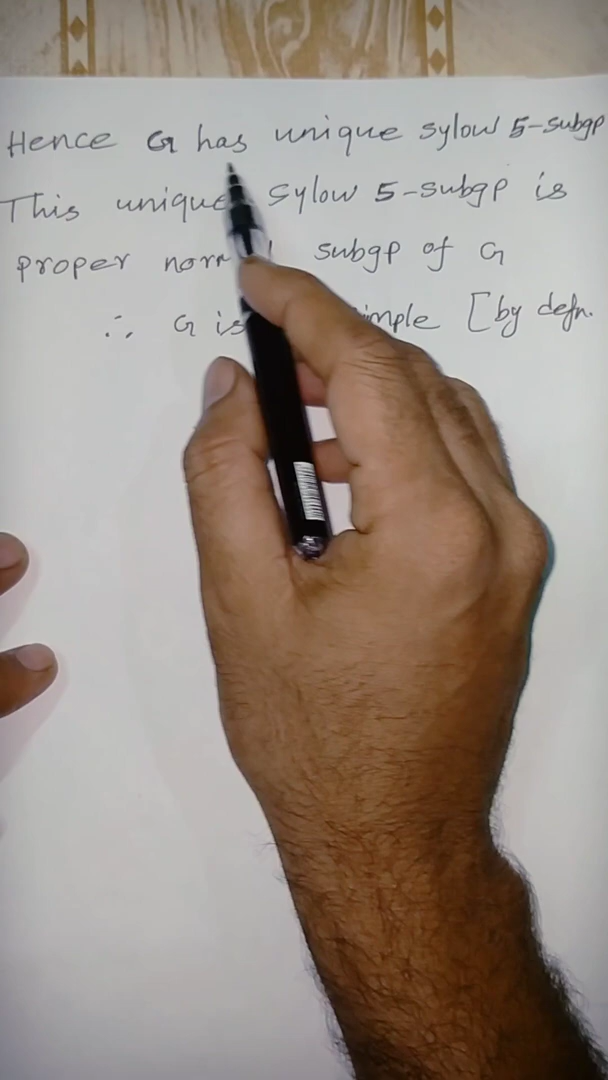 Hence G has unique sylow 5-subgp
This unique sylow 5-subgp is
proper subgp of G
∴ G is [by defn.